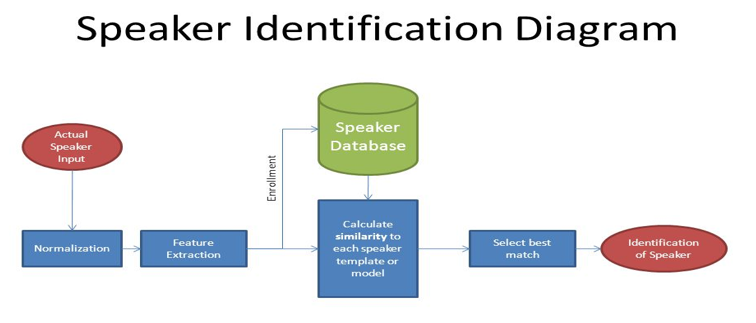 Speaker Identification Diagram
Actual
Speaker
Input
Normalization
Feature
Extraction
Enrollment
Speaker
Database
Calculate
similarity to
each speaker
template or
model
Select best
match
Identification
of Speaker